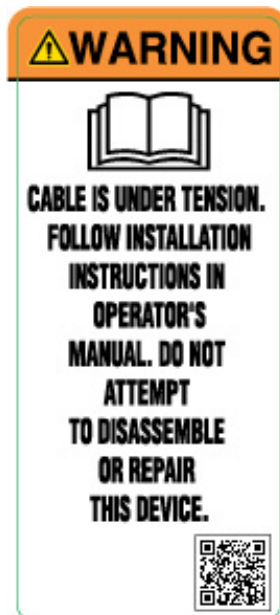 WARNING
CABLE IS UNDER TENSION.
FOLLOW INSTALLATION
INSTRUCTIONS IN
OPERATOR'S
MANUAL. DO NOT
ATTEMPT
TO DISASSEMBLE
OR REPAIR
THIS DEVICE.